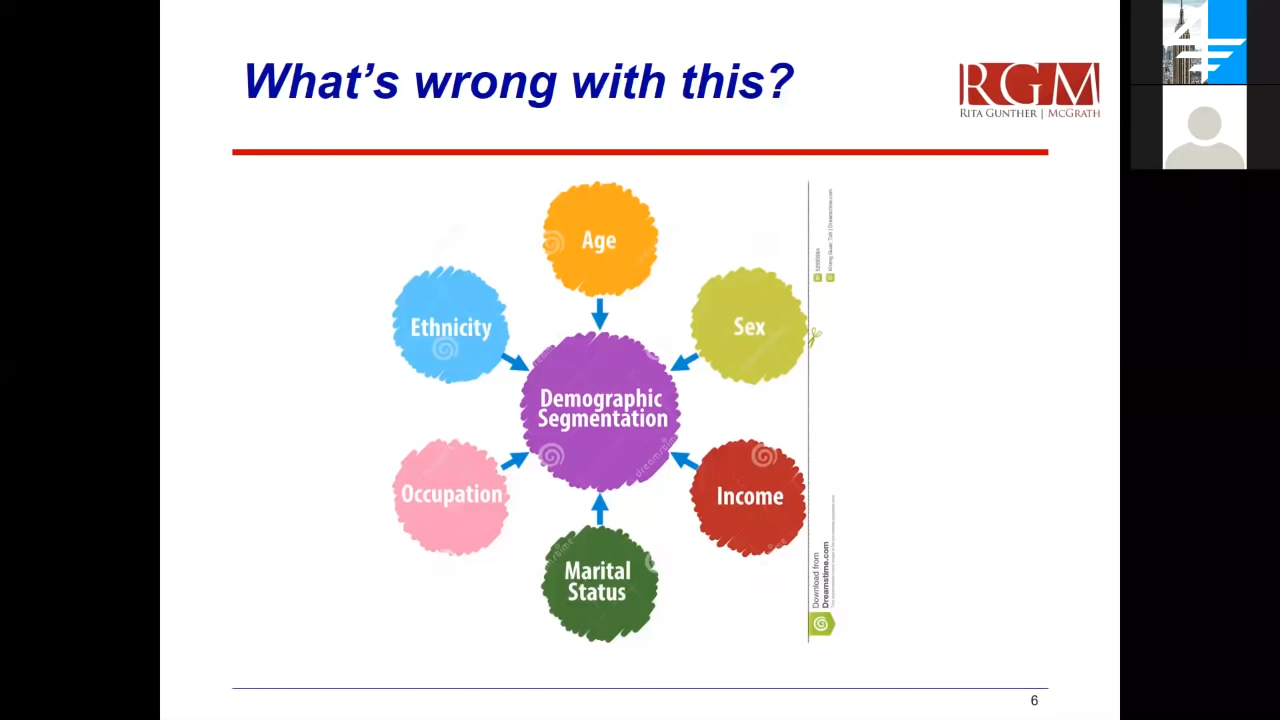 What's wrong with this?
RGM
RITA GUNTHER | MCGRATH
Age
Ethnicity
Sex
Demographic
Segmentation
Occupation
Income
Marital
Status
Download from
Dreamstime.com
dreamstime
6